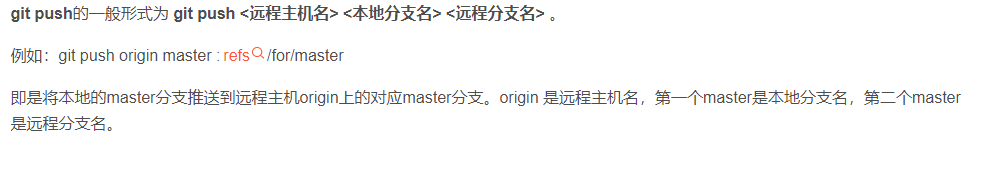 git push的一般形式为 git push <远程主机名> <本地分支名> <远程分支名> 。
例如：git push origin master : refs/for/master
即是将本地的master分支推送到远程主机origin上的对应master分支。origin 是远程主机名，第一个master是本地分支名，第二个master
是远程分支名。